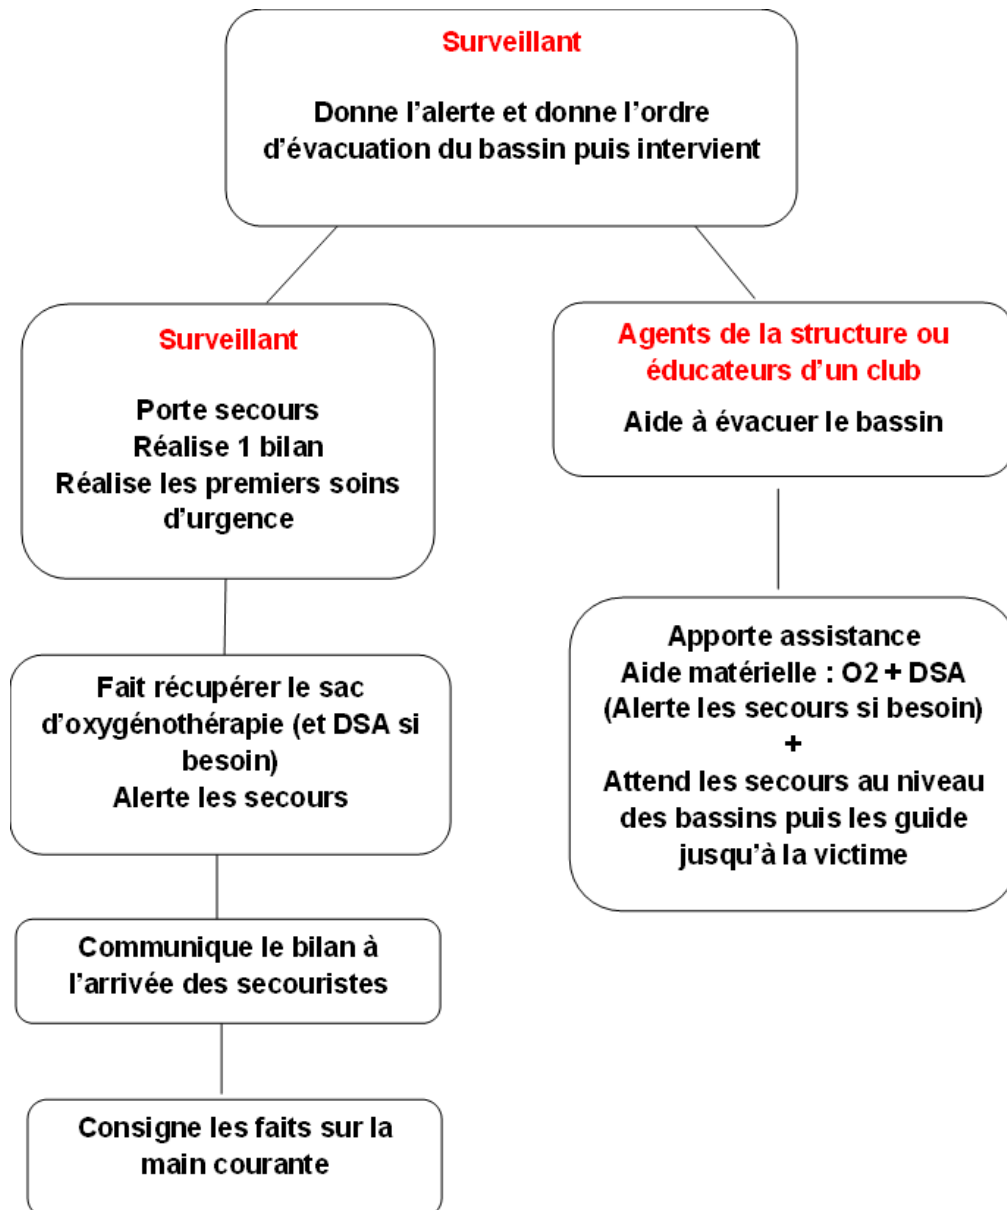 Surveillant
Donne l'alerte et donne l'ordre
d'évacuation du bassin puis intervient
Surveillant
Porte secours
Réalise 1 bilan
Réalise les premiers soins
d'urgence
Fait récupérer le sac
d'oxygénothérapie (et DSA si
besoin)
Alerte les secours
Communique le bilan à
l'arrivée des secouristes
Consigne les faits sur la
main courante
Agents de la structure ou
éducateurs d'un club
Aide à évacuer le bassin
Apporte assistance
Aide matérielle : O2 + DSA
(Alerte les secours si besoin)
+
Attend les secours au niveau
des bassins puis les guide
jusqu'à la victime